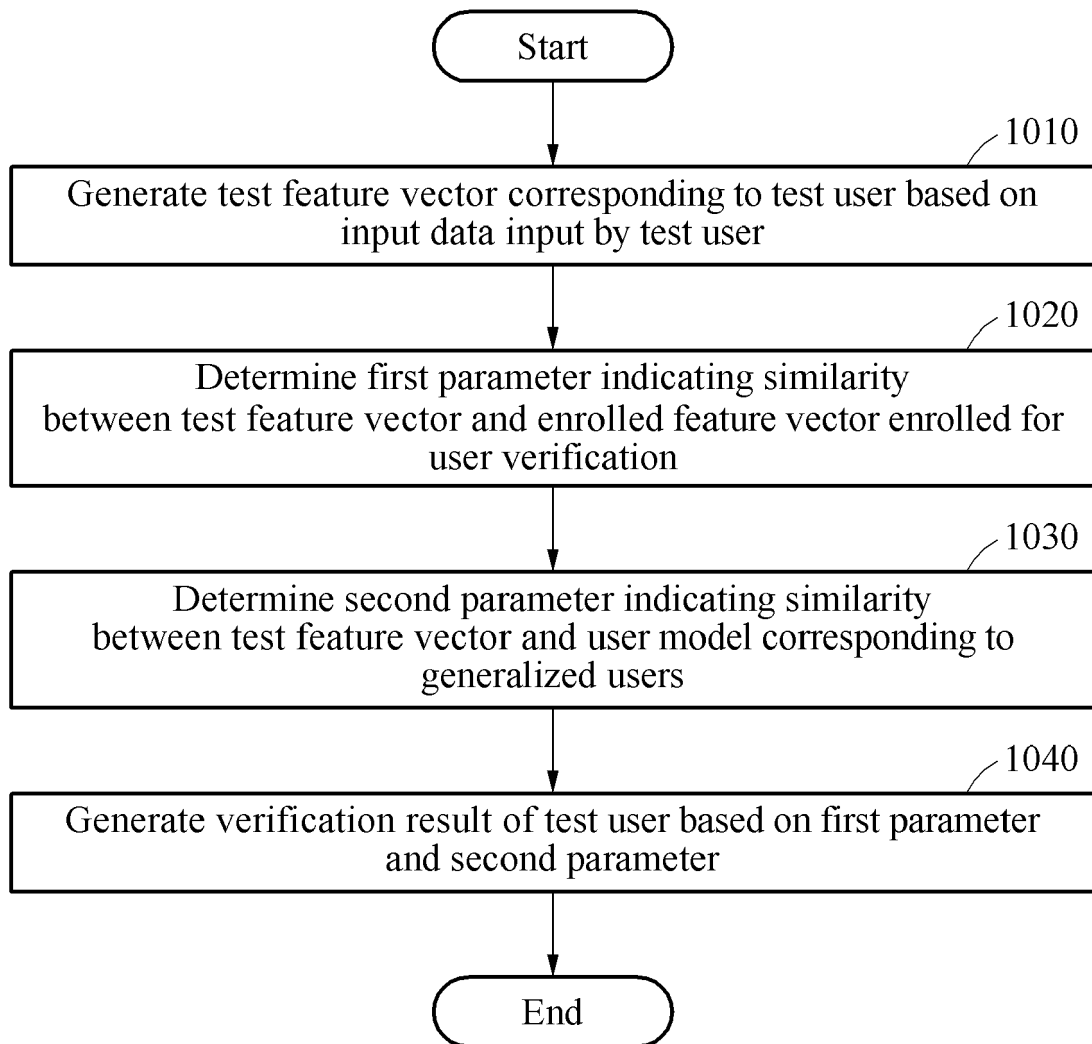 Start
1010
Generate test feature vector corresponding to test user based on
input data input by test user
1020
Determine first parameter indicating similarity
between test feature vector and enrolled feature vector enrolled for
user verification
1030
Determine second parameter indicating similarity
between test feature vector and user model corresponding to
generalized users
1040
Generate verification result of test user based on first parameter
and second parameter
End